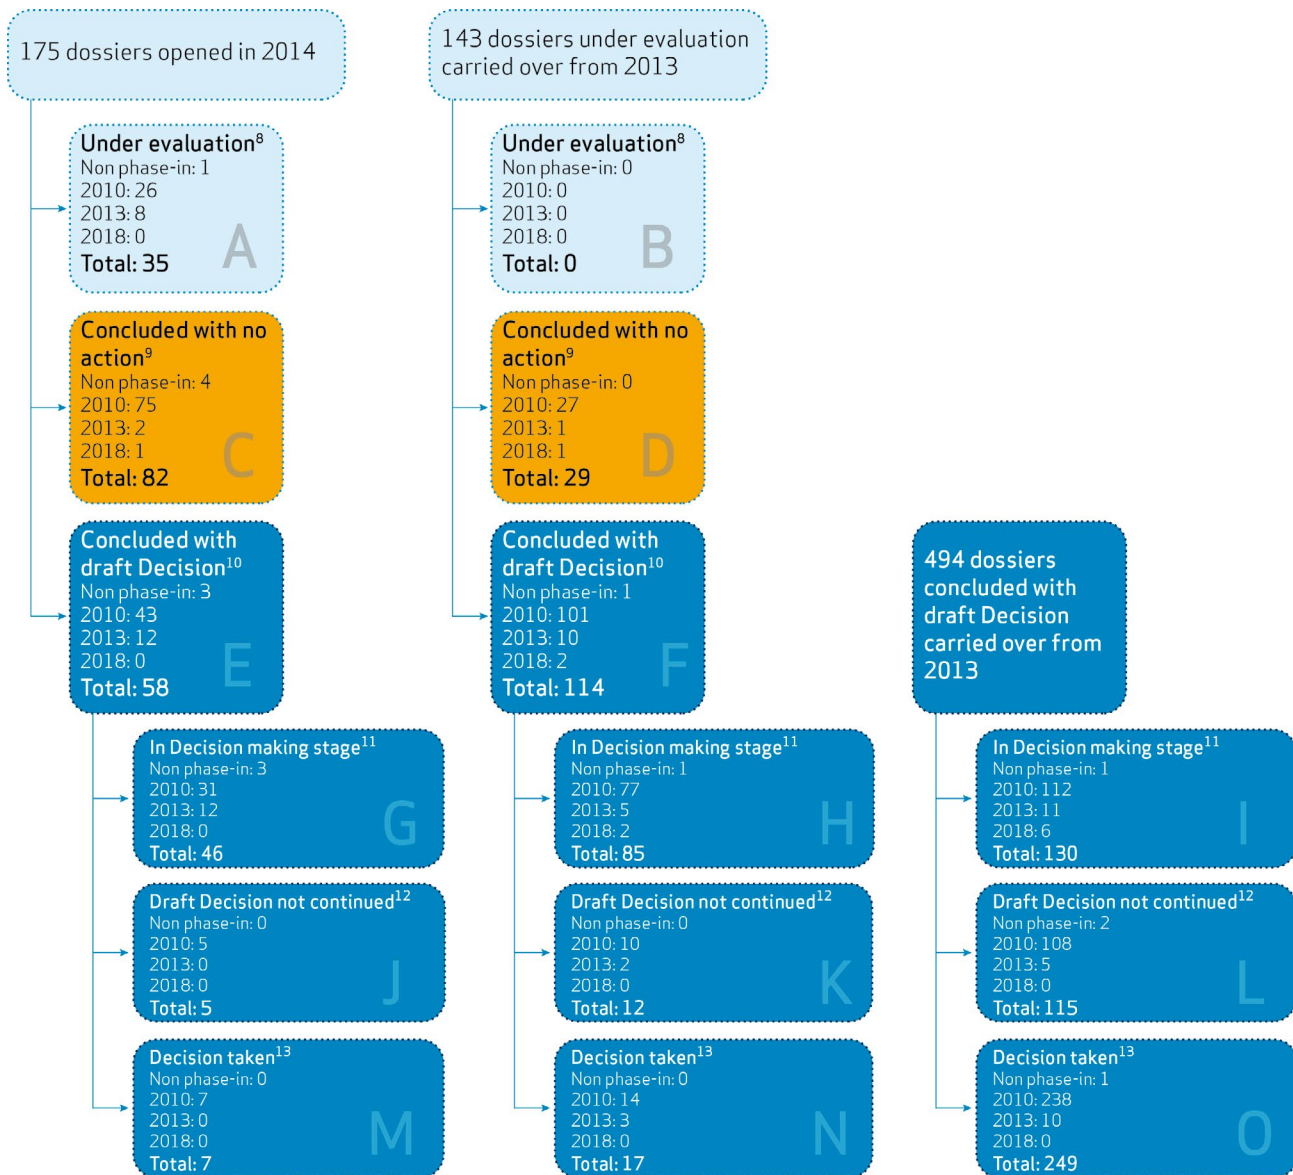 175 dossiers opened in 2014
Under evaluation⁸
Non phase-in: 1
2010: 26
2013: 8
2018: 0
Total: 35
A
Concluded with no
action⁹
Non phase-in: 4
2010: 75
2013: 2
2018: 1
Total: 82
C
Concluded with
draft Decision¹⁰
Non phase-in: 3
2010: 43
2013: 12
2018: 0
Total: 58
E
In Decision making stage¹¹
Non phase-in: 3
2010: 31
2013: 12
2018: 0
Total: 46
G
Draft Decision not continued¹²
Non phase-in: 0
2010: 5
2013: 0
2018: 0
Total: 5
J
Decision taken¹³
Non phase-in: 0
2010: 7
2013: 0
2018: 0
Total: 7
M
143 dossiers under evaluation
carried over from 2013
Under evaluation⁸
Non phase-in: 0
2010: 0
2013: 0
2018: 0
Total: 0
B
Concluded with no
action⁹
Non phase-in: 0
2010: 27
2013: 1
2018: 1
Total: 29
D
Concluded with
draft Decision¹⁰
Non phase-in: 1
2010: 101
2013: 10
2018: 2
Total: 114
F
In Decision making stage¹¹
Non phase-in: 1
2010: 77
2013: 5
2018: 2
Total: 85
H
Draft Decision not continued¹²
Non phase-in: 0
2010: 10
2013: 2
2018: 0
Total: 12
K
Decision taken¹³
Non phase-in: 0
2010: 14
2013: 3
2018: 0
Total: 17
N
494 dossiers
concluded with
draft Decision
carried over from
2013
In Decision making stage¹¹
Non phase-in: 1
2010: 112
2013: 11
2018: 6
Total: 130
I
Draft Decision not continued¹²
Non phase-in: 2
2010: 108
2013: 5
2018: 0
Total: 115
L
Decision taken¹³
Non phase-in: 1
2010: 238
2013: 10
2018: 0
Total: 249
O